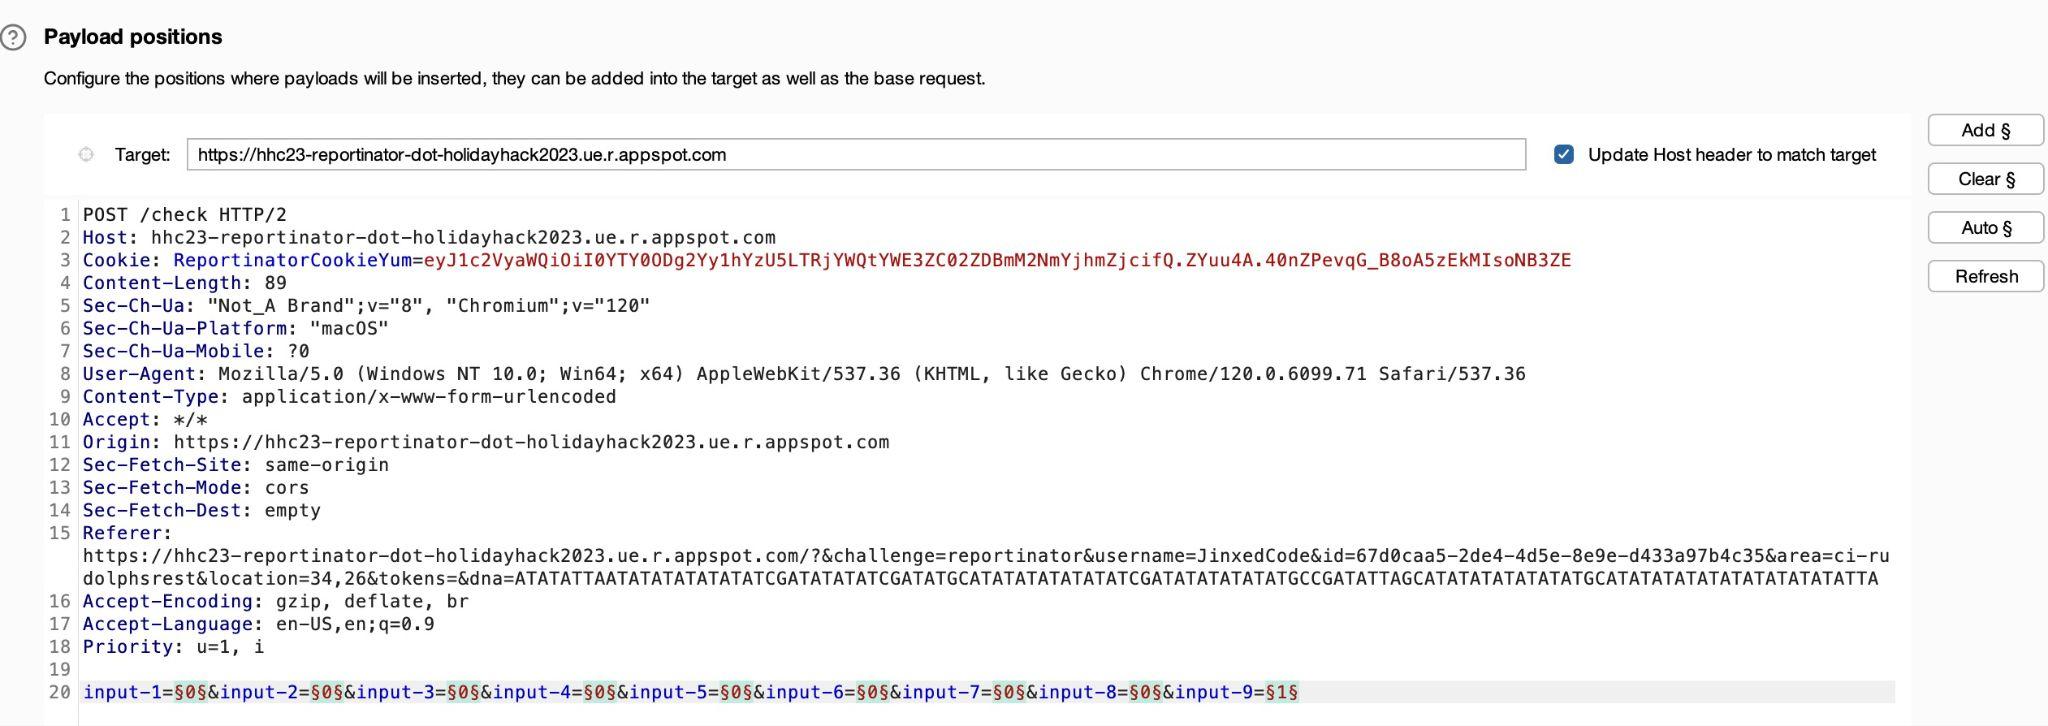 Payload positions
Configure the positions where payloads will be inserted, they can be added into the target as well as the base request.
Target: https://hhc23-reportinator-dot-holidayhack2023.ue.r.appspot.com Update Host header to match target
Add §
Clear §
Auto §
Refresh
1 POST /check HTTP/2
2 Host: hhc23-reportinator-dot-holidayhack2023.ue.r.appspot.com
3 Cookie: ReportinatorCookieYum=eyJ1c2VyaWQiOiI0YTY0ODg2Yy1hYzU5LTRjYWQtYWE3ZC02ZDBmM2NmYjhmZjcifQ.ZYuu4A.40nZPevqG_B8oA5zEkMIsoNB3ZE
4 Content-Length: 89
5 Sec-Ch-Ua: "Not_A Brand";v="8", "Chromium";v="120"
6 Sec-Ch-Ua-Platform: "macOS"
7 Sec-Ch-Ua-Mobile: ?0
8 User-Agent: Mozilla/5.0 (Windows NT 10.0; Win64; x64) AppleWebKit/537.36 (KHTML, like Gecko) Chrome/120.0.6099.71 Safari/537.36
9 Content-Type: application/x-www-form-urlencoded
10 Accept: */*
11 Origin: https://hhc23-reportinator-dot-holidayhack2023.ue.r.appspot.com
12 Sec-Fetch-Site: same-origin
13 Sec-Fetch-Mode: cors
14 Sec-Fetch-Dest: empty
15 Referer:
https://hhc23-reportinator-dot-holidayhack2023.ue.r.appspot.com/?&challenge=reportinator&username=JinxedCode&id=67d0caa5-2de4-4d5e-8e9e-d433a97b4c35&area=ci-ru
dolphsrest&location=34,26&tokens=&dna=ATATATTAATATATATATATATCGATATATATCGATATGCATATATATATATATCGATATATATATATGCCGATATTAGCATATATATATATATGCATATATATATATATATATATATTA
16 Accept-Encoding: gzip, deflate, br
17 Accept-Language: en-US,en;q=0.9
18 Priority: u=1, i
19
20 input-1=§0§&input-2=§0§&input-3=§0§&input-4=§0§&input-5=§0§&input-6=§0§&input-7=§0§&input-8=§0§&input-9=§1§